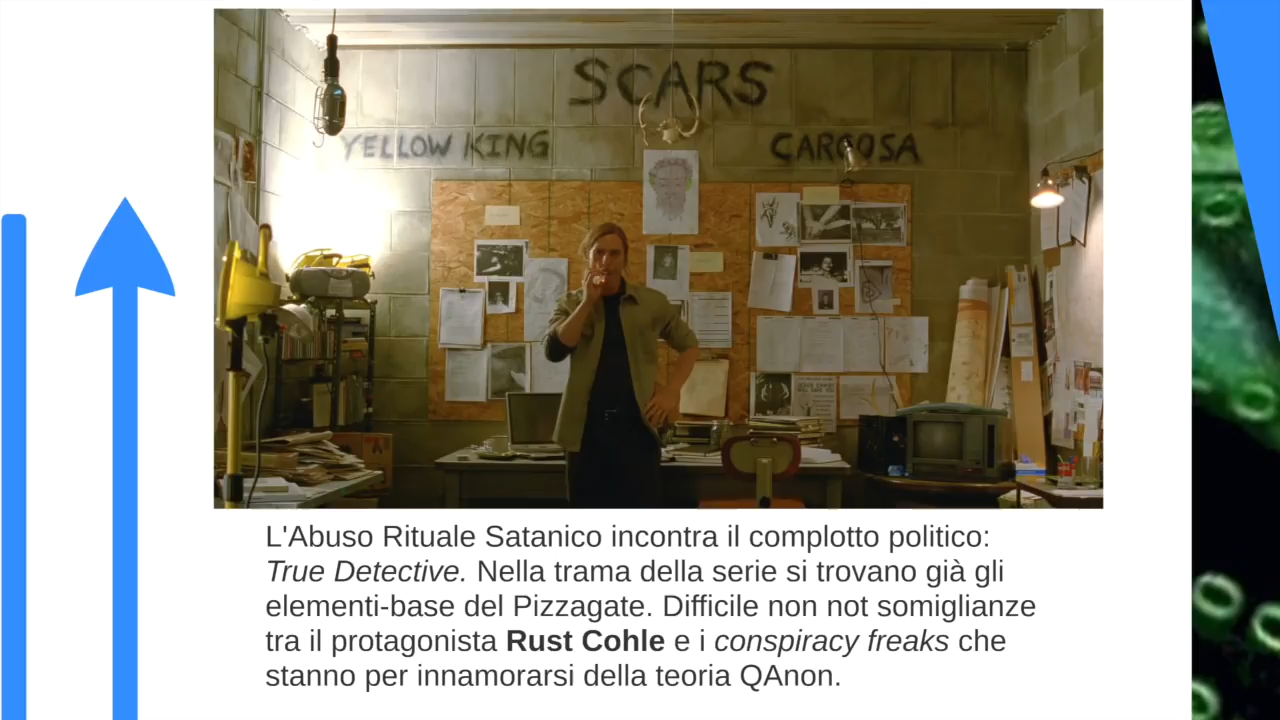 SCARS
YELLOW KING
CARCOSA
L'Abuso Rituale Satanico incontra il complotto politico:
True Detective. Nella trama della serie si trovano già gli
elementi-base del Pizzagate. Difficile non not somiglianze
tra il protagonista Rust Cohle e i conspiracy freaks che
stanno per innamorarsi della teoria QAnon.